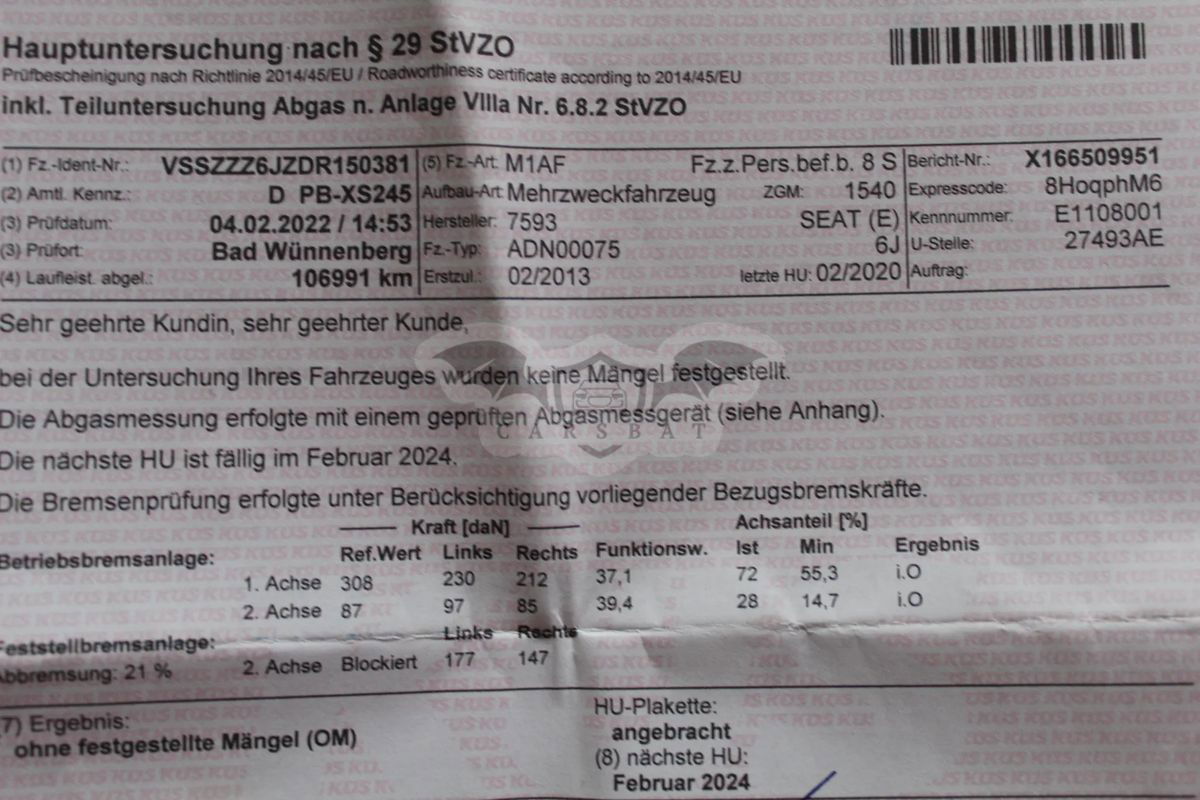 Hauptuntersuchung nach § 29 StVZO
Prüfbescheinigung nach Richtlinie 2014/45/EU / Roadworthiness certificate according to 2014/45/EU
inkl. Teiluntersuchung Abgas n. Anlage VIIIa Nr. 6.8.2 StVZO
(1) Fz.-Ident-Nr.: VSSZZZ6JZDR150381 (5) Fz.-Art: M1AF Fz.z.Pers.bef.b. 8 S Bericht-Nr.: X166509951
(2) Amtl. Kennz.: D PB-XS245 Aufbau-Art: Mehrzweckfahrzeug ZGM: 1540 Expresscode: 8HoqphM6
(3) Prüfdatum: 04.02.2022 / 14:53 Hersteller: 7593 SEAT (E) Kennnummer: E1108001
(3) Prüfort: Bad Wünnenberg Fz.-Typ: ADN00075 6J U-Stelle: 27493AE
(4) Laufleist. abgel.: 106991 km Erstzul.: 02/2013 letzte HU: 02/2020 Auftrag:
Sehr geehrte Kundin, sehr geehrter Kunde,
bei der Untersuchung Ihres Fahrzeuges wurden keine Mängel festgestellt.
Die Abgasmessung erfolgte mit einem geprüften Abgasmessgerät (siehe Anhang).
CARSBAT
Die nächste HU ist fällig im Februar 2024.
Die Bremsenprüfung erfolgte unter Berücksichtigung vorliegender Bezugsbremskräfte.
Kraft [daN] Achsanteil [%]
Betriebsbremsanlage: Ref.Wert Links Rechts Funktionsw. Ist Min Ergebnis
1. Achse 308 230 212 37,1 72 55,3 i.O
2. Achse 87 97 85 39,4 28 14,7 i.O
Feststellbremsanlage: Links Rechts
Abbremsung: 21 % 2. Achse Blockiert 177 147
(7) Ergebnis: HU-Plakette:
ohne festgestellte Mängel (OM) angebracht
(8) nächste HU:
Februar 2024